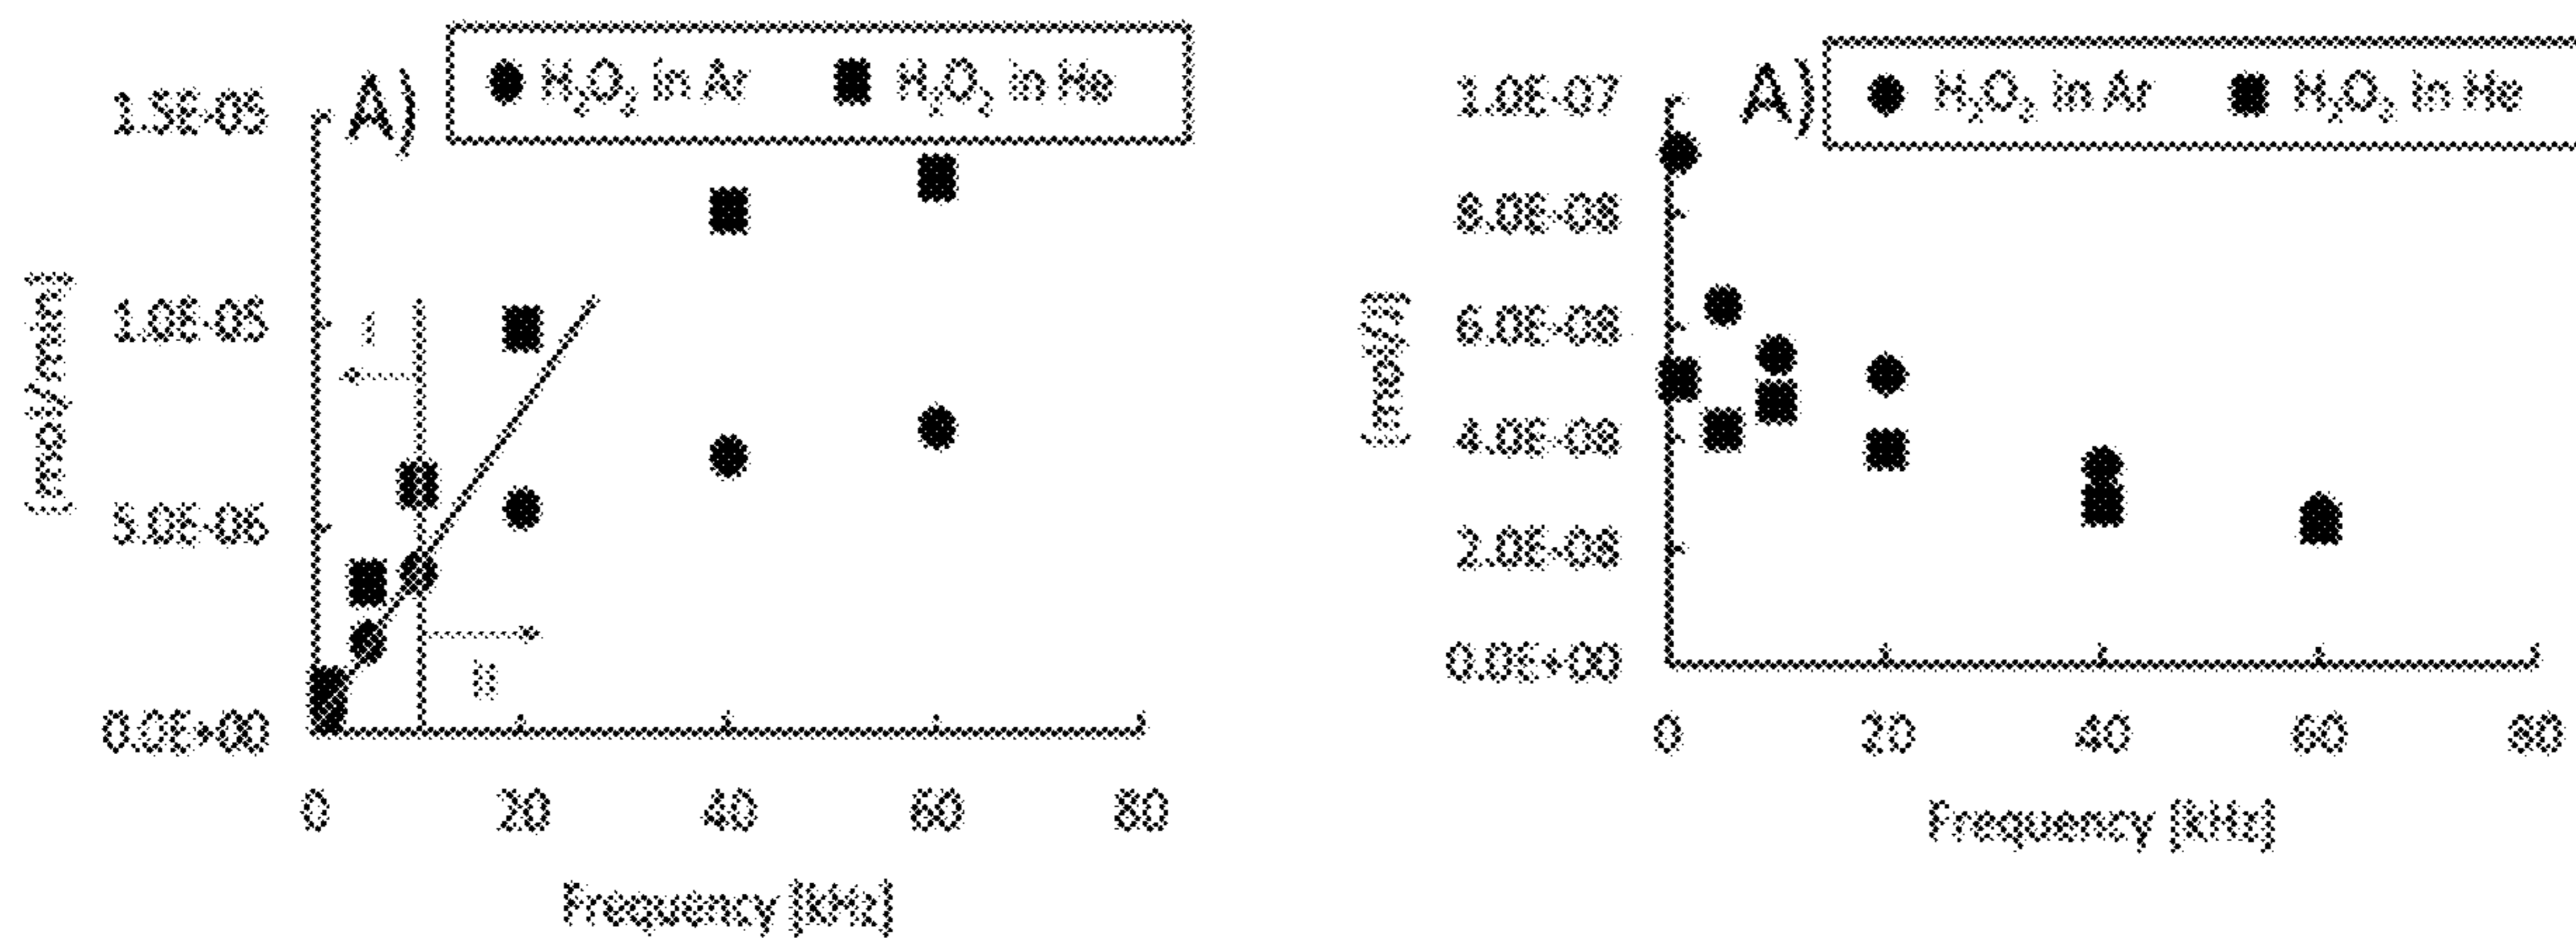 A) H₂O₂ in Ar H₂O₂ in He
1.5E-05
1.0E-05
5.0E-06
0.0E+00
[mol/min]
I
II
0 20 40 60 80
Frequency [kHz]
A) H₂O₂ in Ar H₂O₂ in He
1.0E-07
8.0E-08
6.0E-08
4.0E-08
2.0E-08
0.0E+00
[mol/J]
0 20 40 60 80
Frequency [kHz]